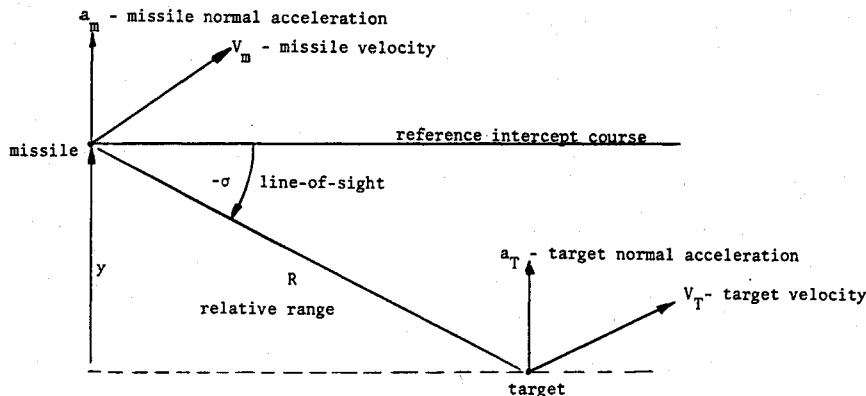 a_m - missile normal acceleration
V_m - missile velocity
reference intercept course
missile
-σ line-of-sight
a_T - target normal acceleration
y
R
V_T- target velocity
relative range
target